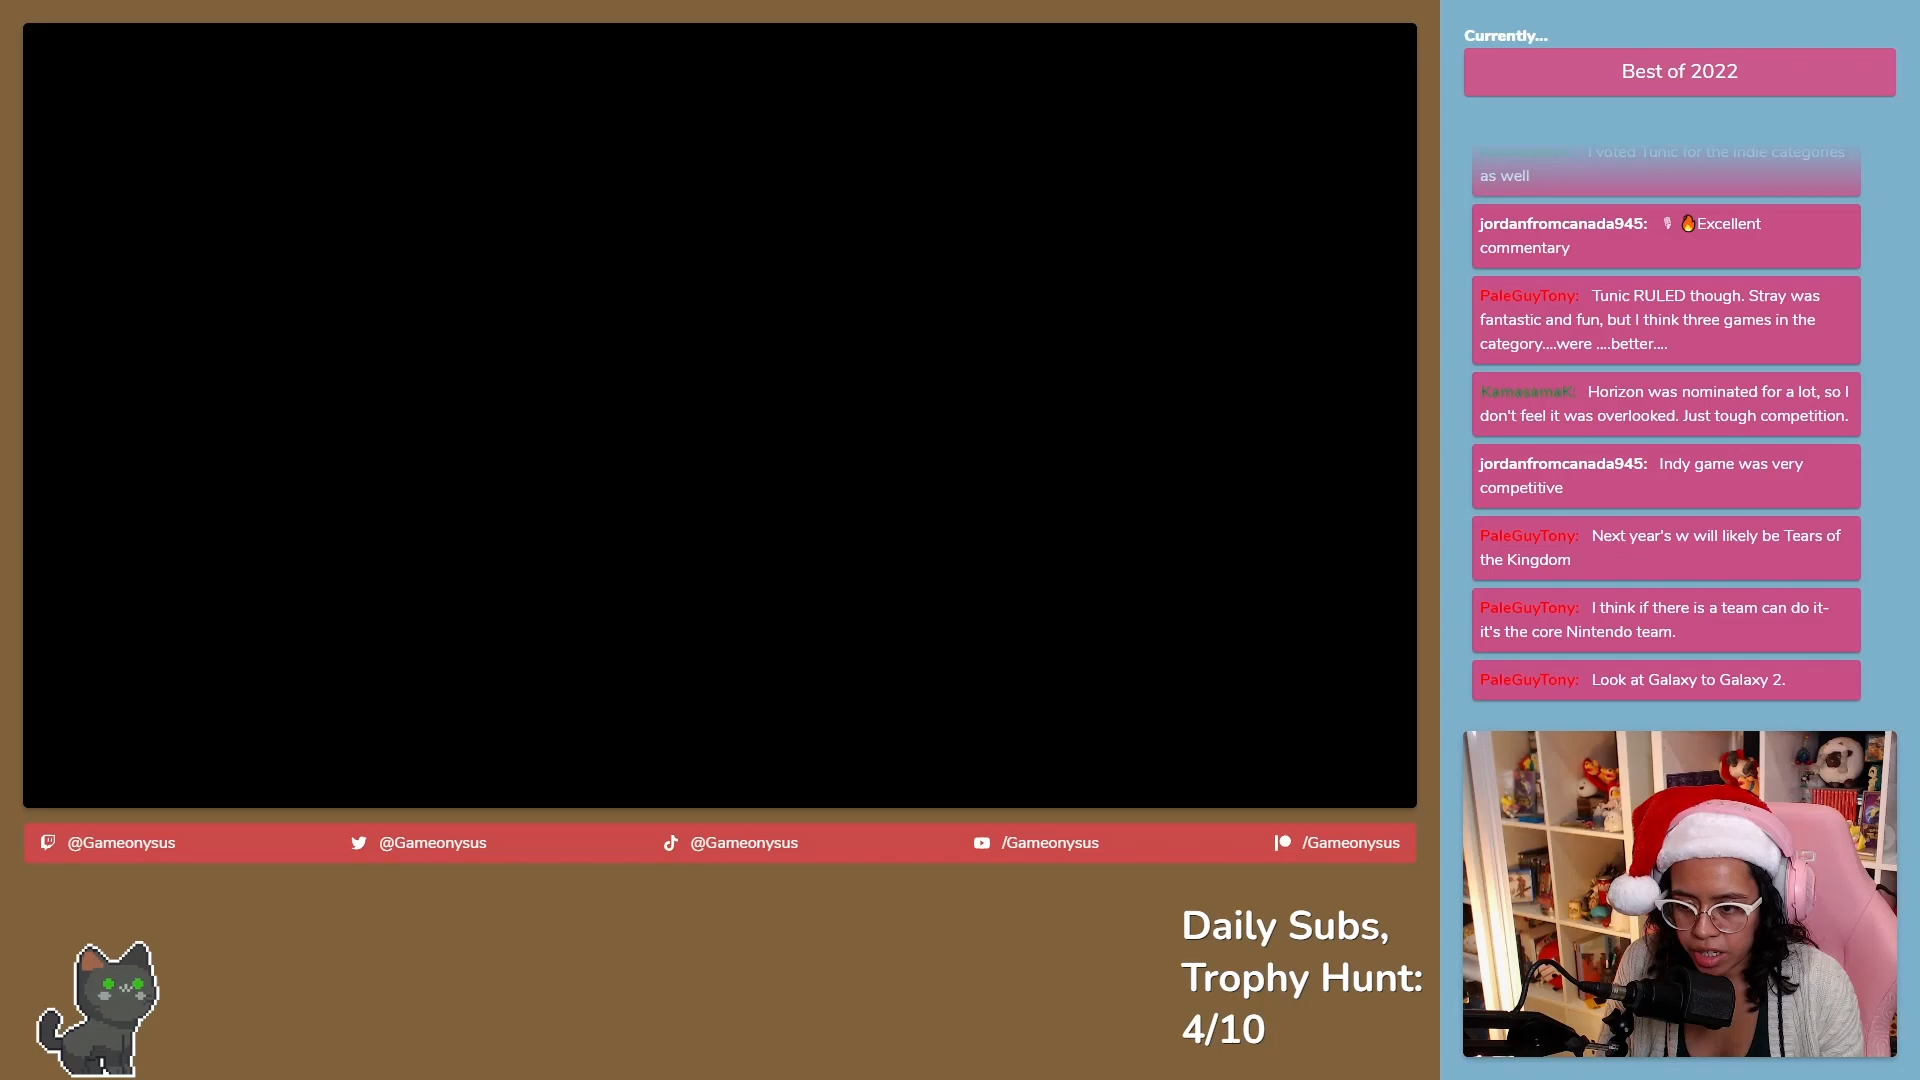 Currently...
Best of 2022
I voted Tunic for the indie categories
as well
jordanfromcanada945: Excellent
commentary
PaleGuyTony: Tunic RULED though. Stray was
fantastic and fun, but I think three games in the
category....were ....better....
KamasamaK: Horizon was nominated for a lot, so I
don't feel it was overlooked. Just tough competition.
jordanfromcanada945: Indy game was very
competitive
PaleGuyTony: Next year's w will likely be Tears of
the Kingdom
PaleGuyTony: I think if there is a team can do it-
it's the core Nintendo team.
PaleGuyTony: Look at Galaxy to Galaxy 2.
@Gameonysus
@Gameonysus
@Gameonysus
/Gameonysus
/Gameonysus
Daily Subs,
Trophy Hunt:
4/10